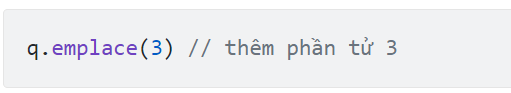 q.emplace(3) // thêm phần tử 3